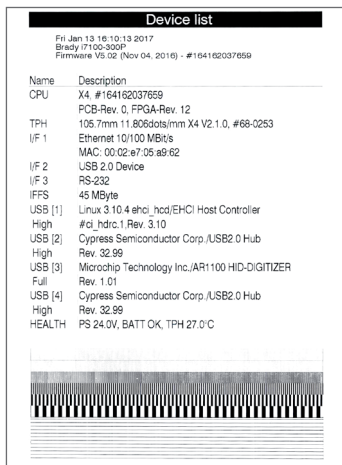 Device list
Fri Jan 13 16:10:13 2017
Brady i7100-300P
Firmware V5.02 (Nov 04, 2016) - #164162037659
Name Description
CPU X4, #164162037659
PCB-Rev. 0, FPGA-Rev. 12
TPH 105.7mm 11.806dots/mm X4 V2.1.0, #68-0253
I/F 1 Ethernet 10/100 MBit/s
MAC: 00:02:e7:05:a9:62
I/F 2 USB 2.0 Device
I/F 3 RS-232
IFFS 45 MByte
USB [1] Linux 3.10.4 ehci_hcd/EHCI Host Controller
High #ci_hdrc.1,Rev. 3.10
USB [2] Cypress Semiconductor Corp./USB2.0 Hub
High Rev. 32.99
USB [3] Microchip Technology Inc./AR1100 HID-DIGITIZER
Full Rev. 1.01
USB [4] Cypress Semiconductor Corp./USB2.0 Hub
High Rev. 32.99
HEALTH PS 24.0V, BATT OK, TPH 27.0°C